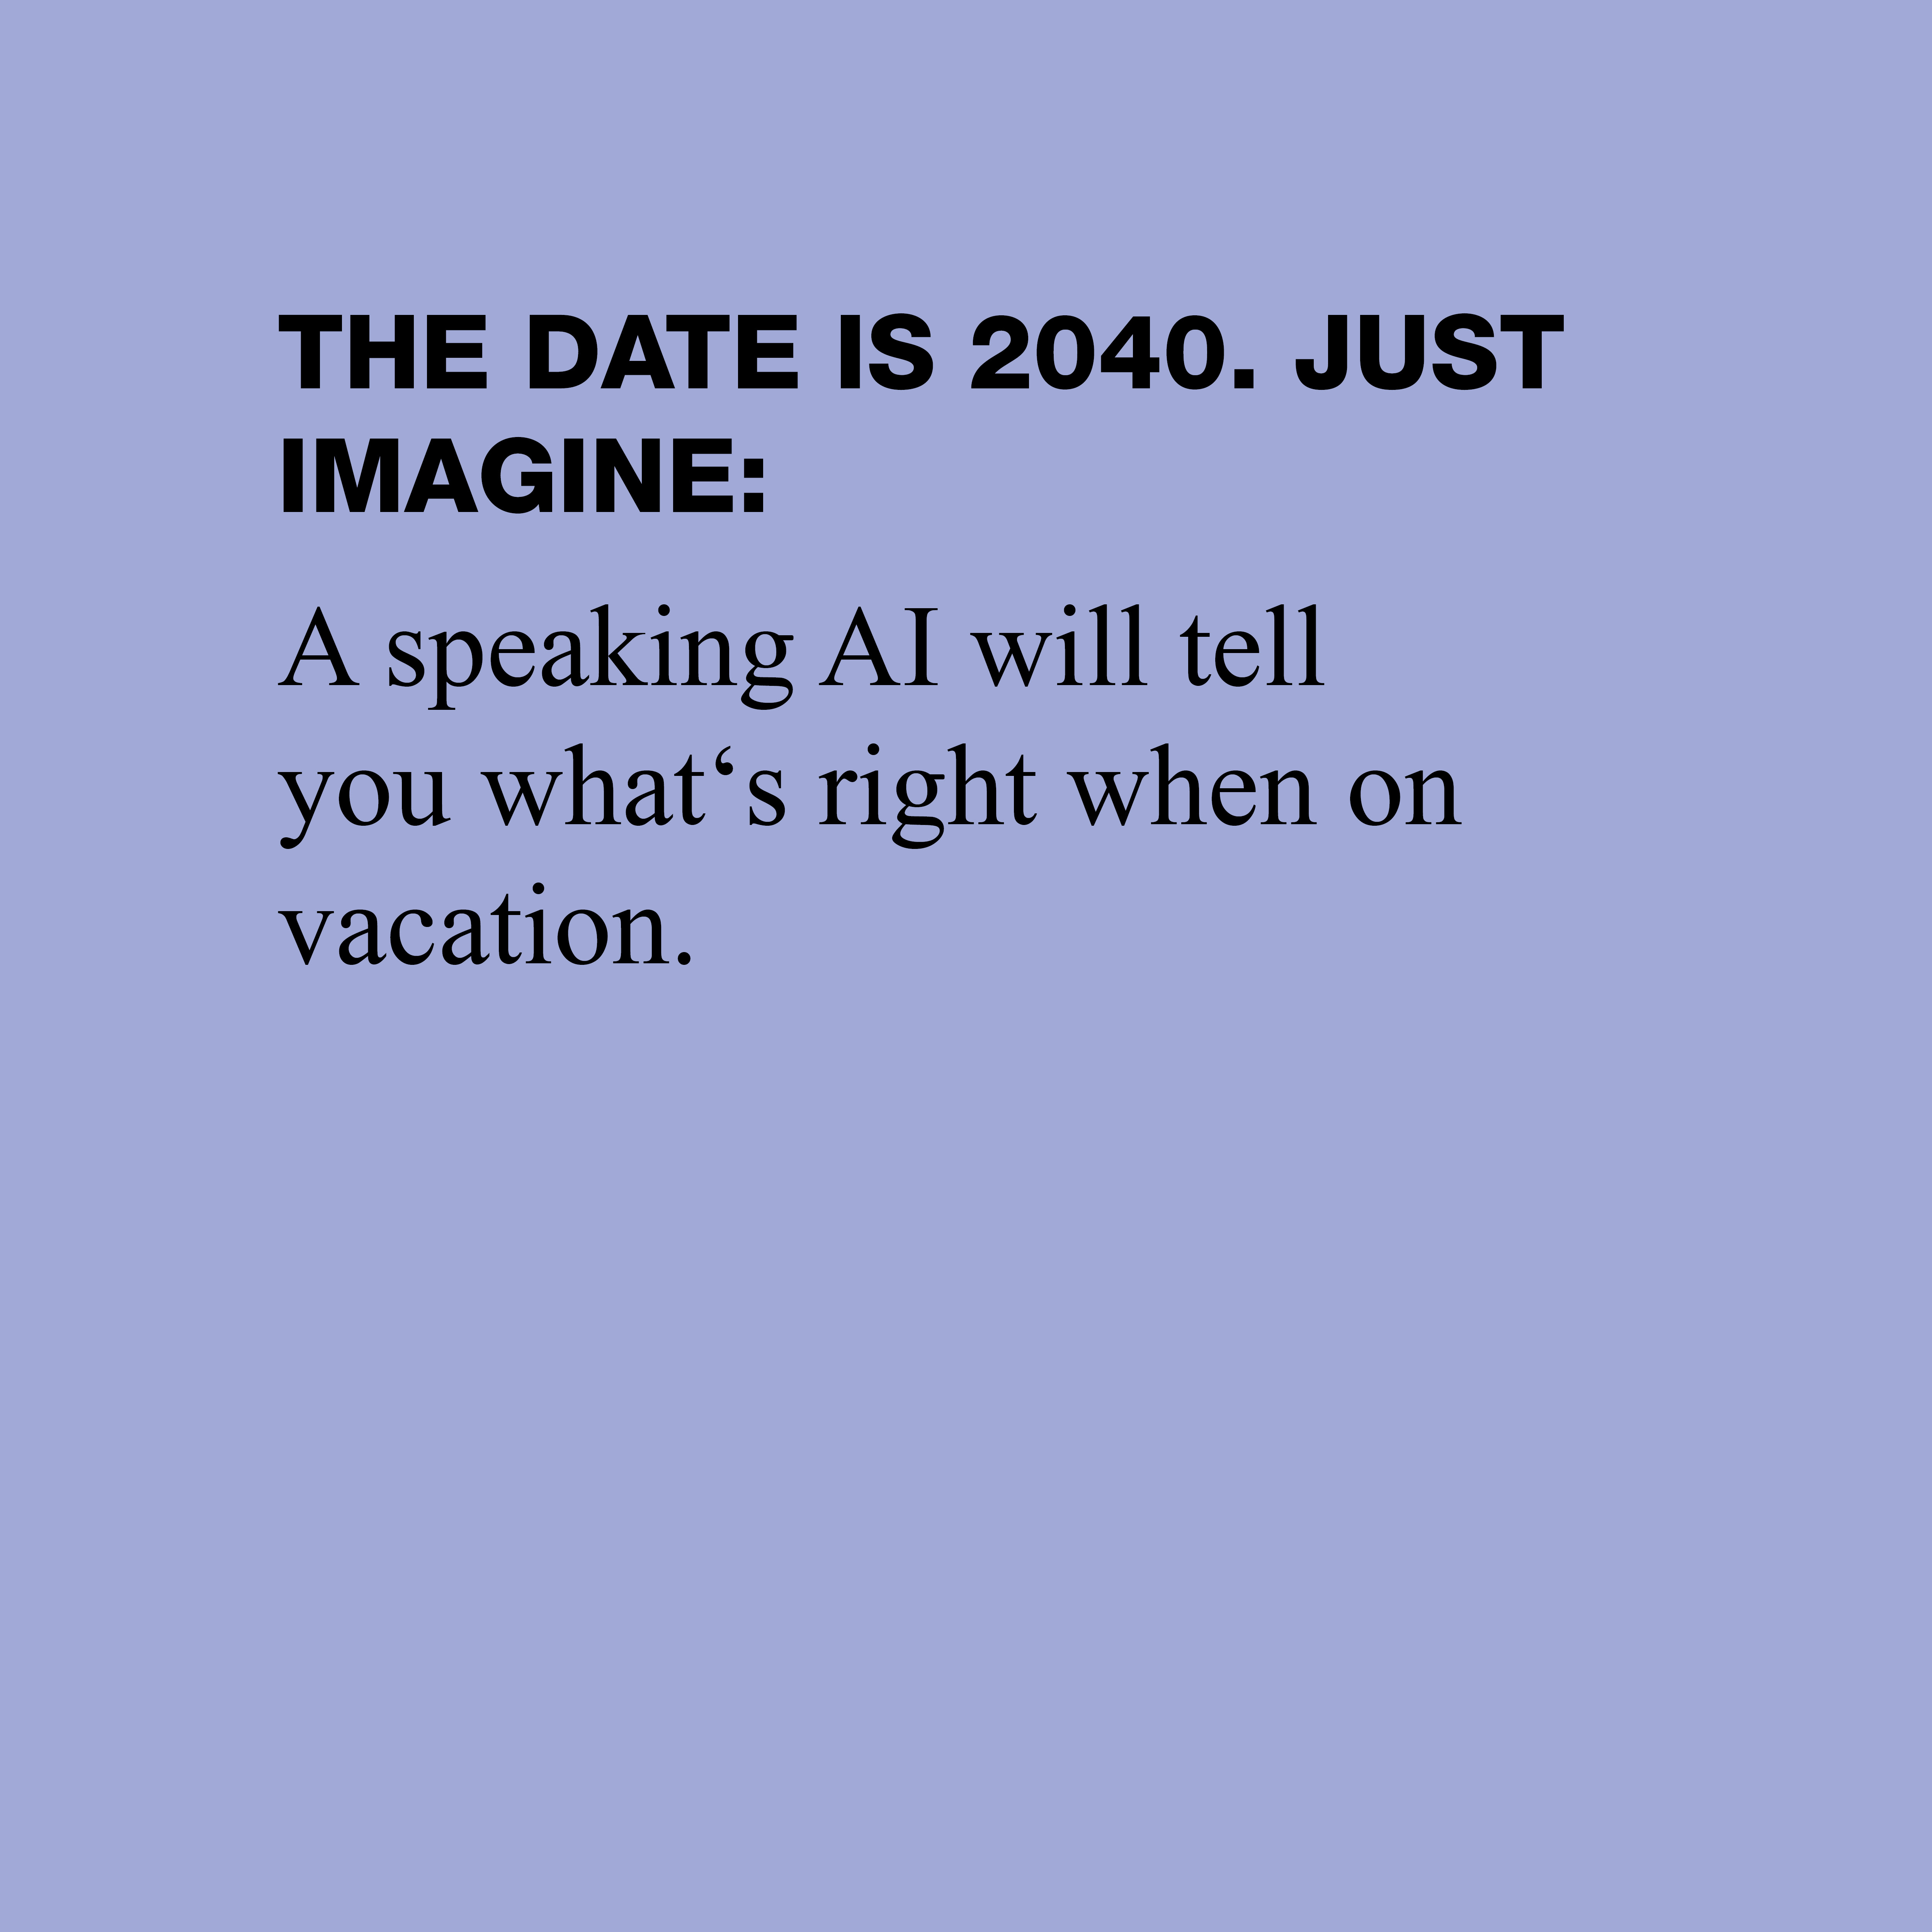 THE DATE IS 2040. JUST
IMAGINE:
A speaking AI will tell
you what‘s right when on
vacation.